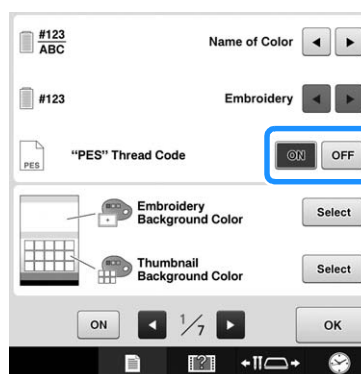 #123
ABC
Name of Color
#123
Embroidery
PES
“PES” Thread Code
ON
OFF
Embroidery
Background Color
Select
Thumbnail
Background Color
Select
ON
1/7
OK